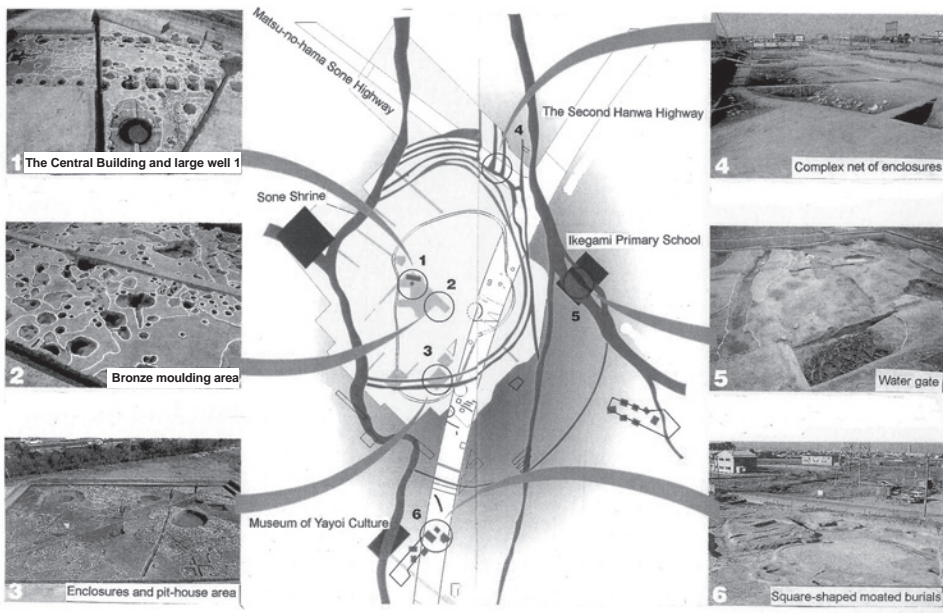 1
The Central Building and large well 1
2
Bronze moulding area
3
Enclosures and pit-house area
Matsu-no-hama Sone Highway
The Second Hanwa Highway
Sone Shrine
Ikegami Primary School
Museum of Yayoi Culture
1
2
3
4
5
6
4
Complex net of enclosures
5
Water gate
6
Square-shaped moated burials